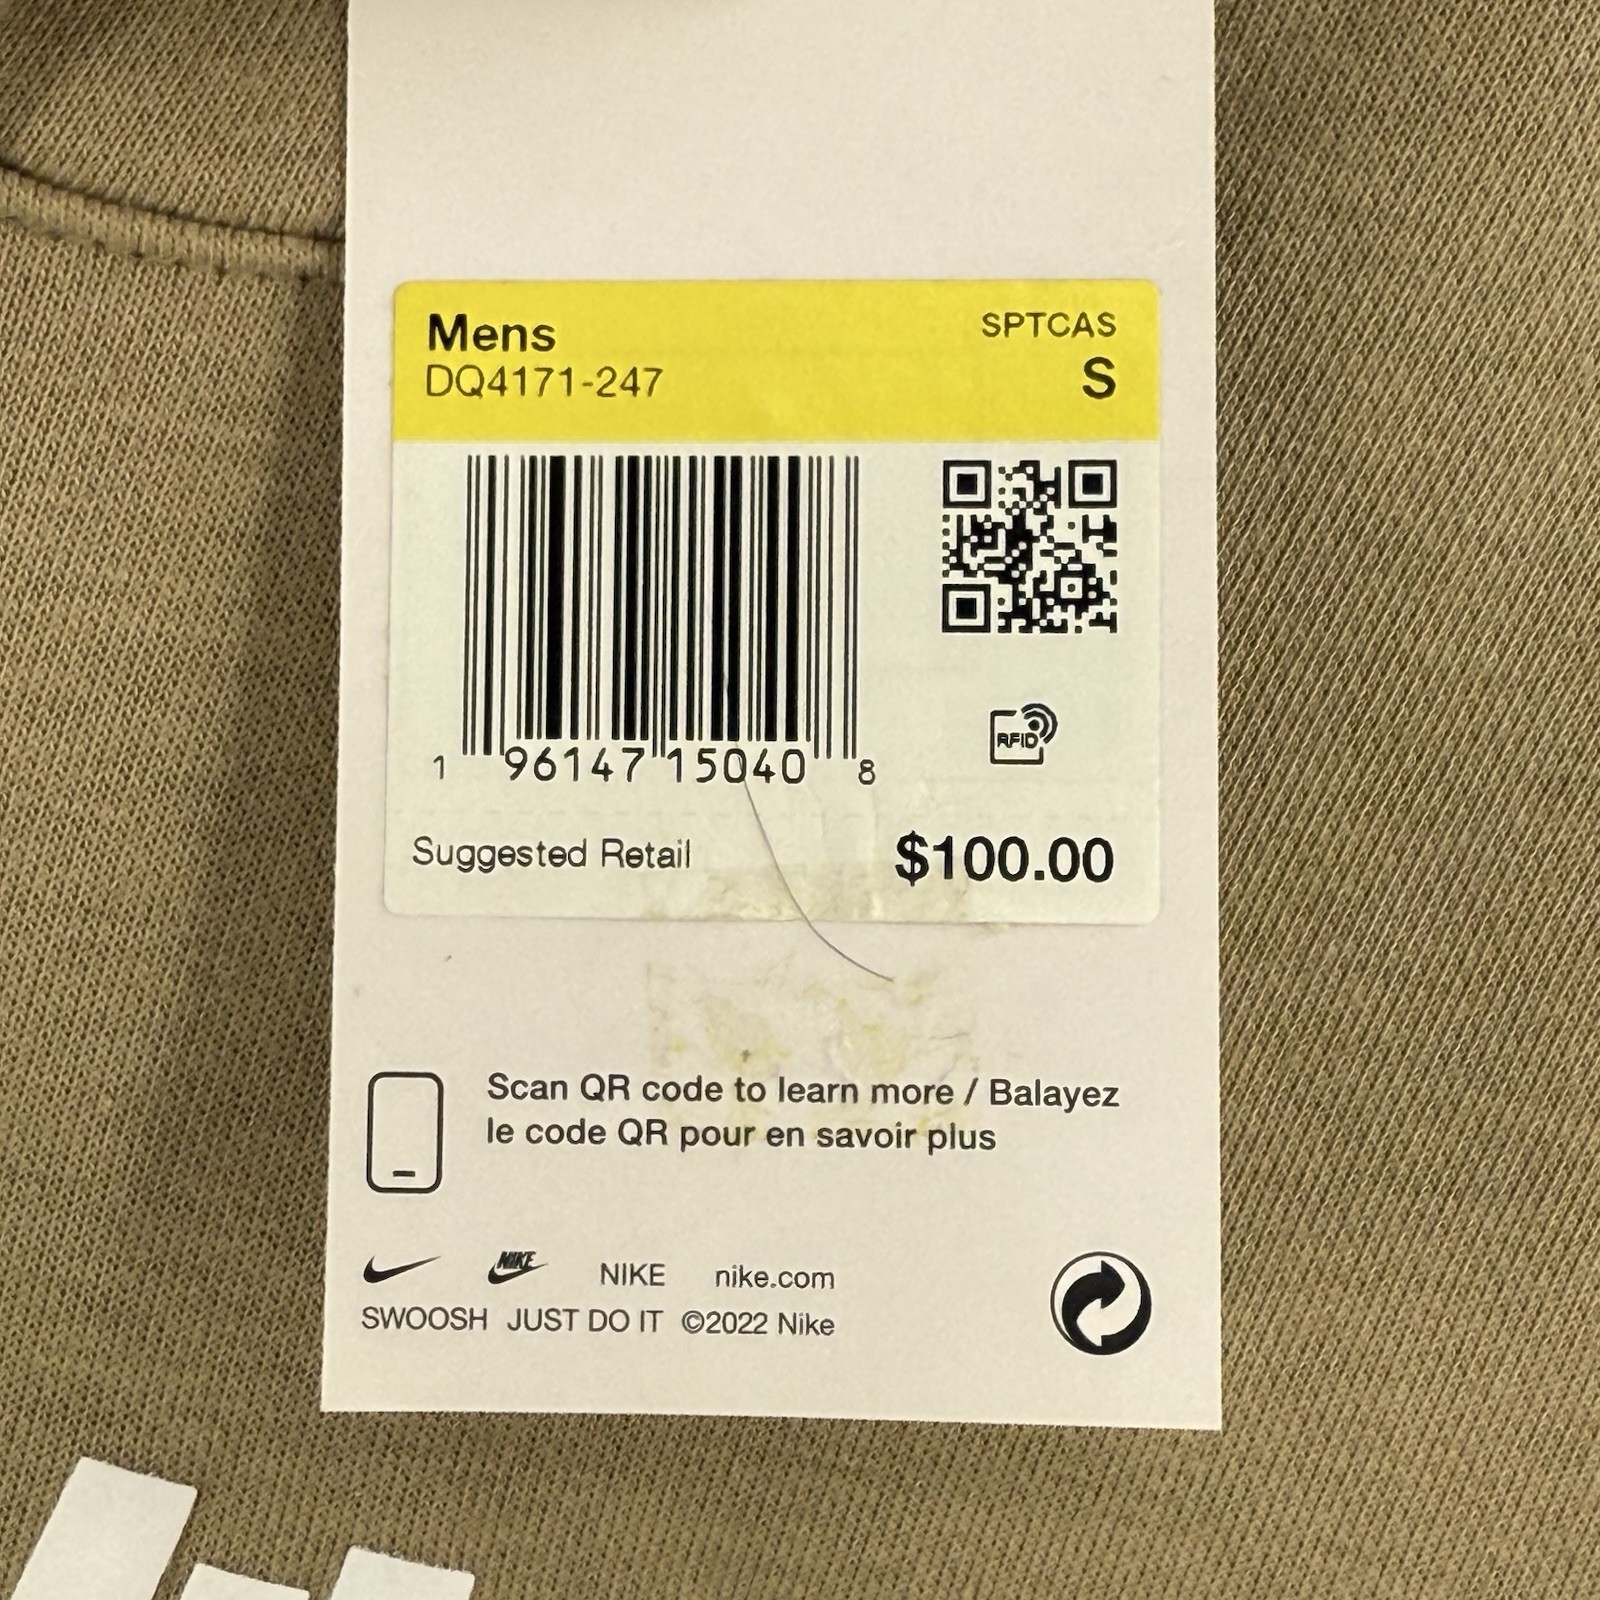 Mens
SPTCAS
DQ4171-247
S
1 96147 15040 8
RFID
Suggested Retail
$100.00
Scan QR code to learn more / Balayez
le code QR pour en savoir plus
NIKE NIKE nike.com
SWOOSH JUST DO IT ©2022 Nike